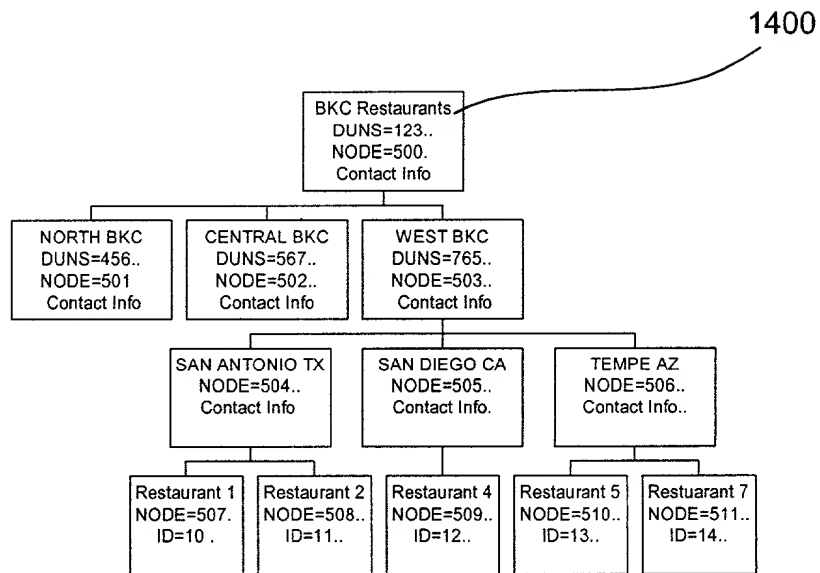 1400
BKC Restaurants
DUNS=123..
NODE=500.
Contact Info
NORTH BKC
DUNS=456..
NODE=501
Contact Info
CENTRAL BKC
DUNS=567..
NODE=502..
Contact Info
WEST BKC
DUNS=765..
NODE=503..
Contact Info
SAN ANTONIO TX
NODE=504..
Contact Info
SAN DIEGO CA
NODE=505..
Contact Info.
TEMPE AZ
NODE=506..
Contact Info..
Restaurant 1
NODE=507.
ID=10 .
Restaurant 2
NODE=508..
ID=11..
Restaurant 4
NODE=509..
ID=12..
Restaurant 5
NODE=510..
ID=13..
Restuarant 7
NODE=511..
ID=14..